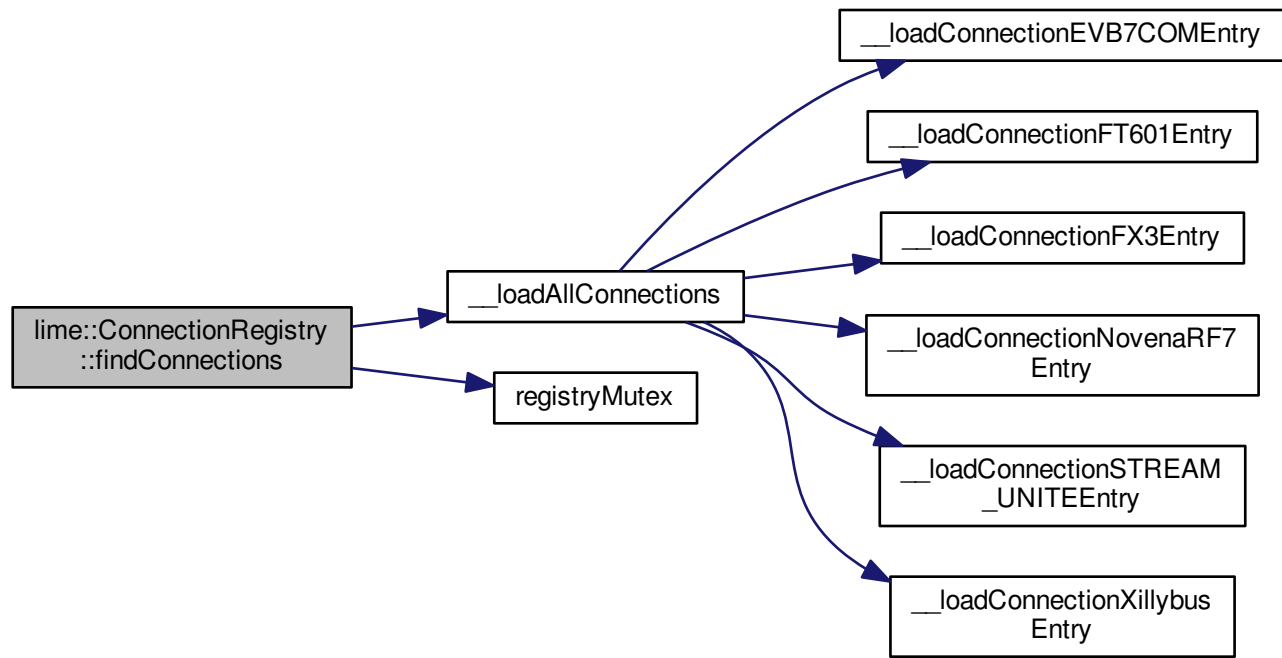 __loadConnectionEVB7COMEntry
__loadConnectionFT601Entry
__loadConnectionFX3Entry
__loadAllConnections
lime::ConnectionRegistry
::findConnections
__loadConnectionNovenaRF7
Entry
registryMutex
__loadConnectionSTREAM
_UNITEEntry
__loadConnectionXillybus
Entry